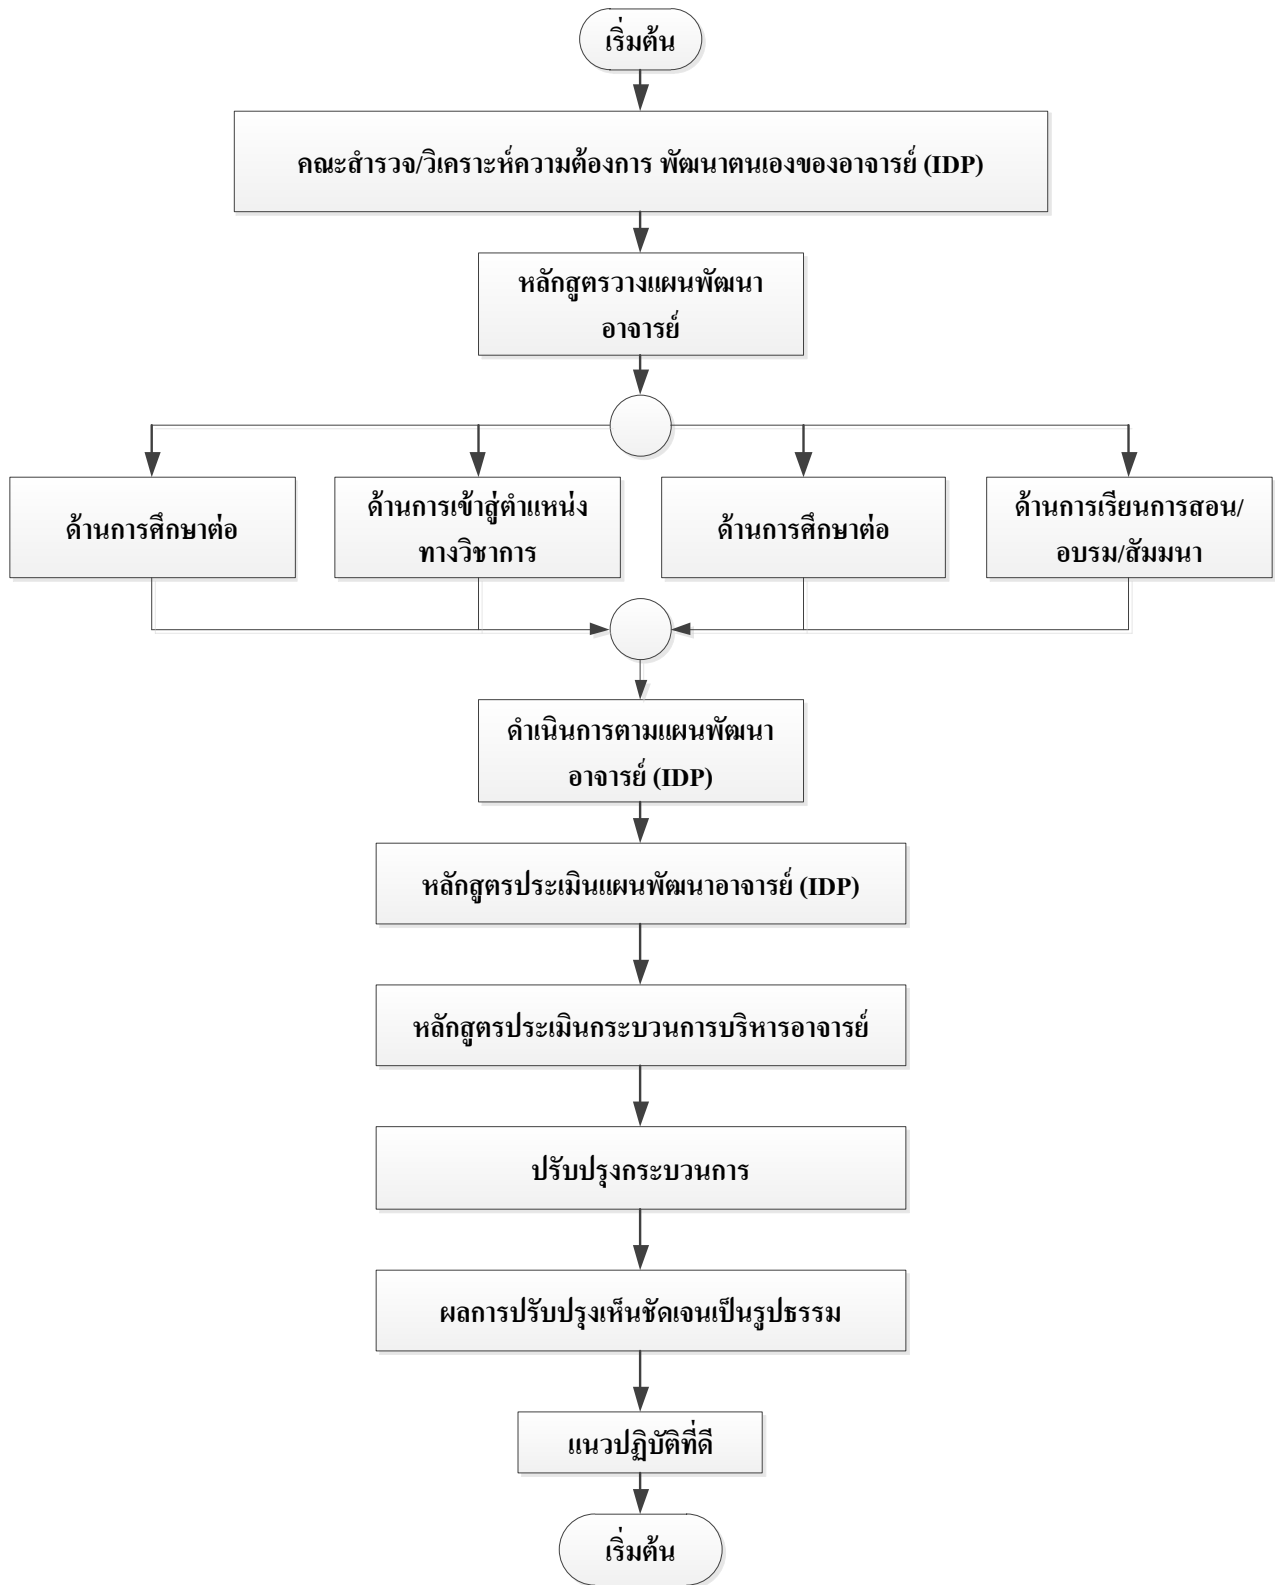 เริ่มต้น
คณะสำรวจ/วิเคราะห์ความต้องการ พัฒนาตนเองของอาจารย์ (IDP)
หลักสูตรวางแผนพัฒนา
อาจารย์
ด้านการศึกษาต่อ
ด้านการเข้าสู่ตำแหน่ง
ทางวิชาการ
ด้านการศึกษาต่อ
ด้านการเรียนการสอน/
อบรม/สัมมนา
ดำเนินการตามแผนพัฒนา
อาจารย์ (IDP)
หลักสูตรประเมินแผนพัฒนาอาจารย์ (IDP)
หลักสูตรประเมินกระบวนการบริหารอาจารย์
ปรับปรุงกระบวนการ
ผลการปรับปรุงเห็นชัดเจนเป็นรูปธรรม
แนวปฏิบัติที่ดี
เริ่มต้น